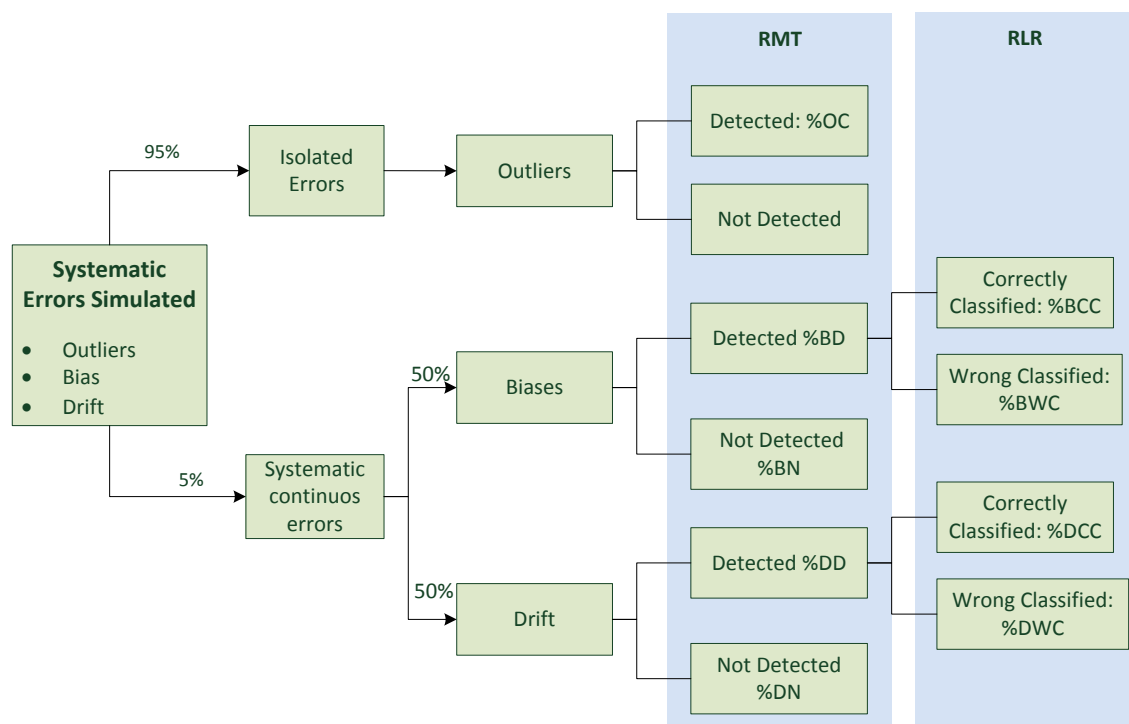 RMT
RLR
Detected: %OC
95%
Isolated
Errors
Outliers
Not Detected
Systematic
Errors Simulated
• Outliers
• Bias
• Drift
Correctly
Classified: %BCC
Detected %BD
50%
Biases
Wrong Classified:
%BWC
Not Detected
%BN
5%
Systematic
continuos
errors
Correctly
Classified: %DCC
Detected %DD
50%
Drift
Wrong Classified:
%DWC
Not Detected
%DN